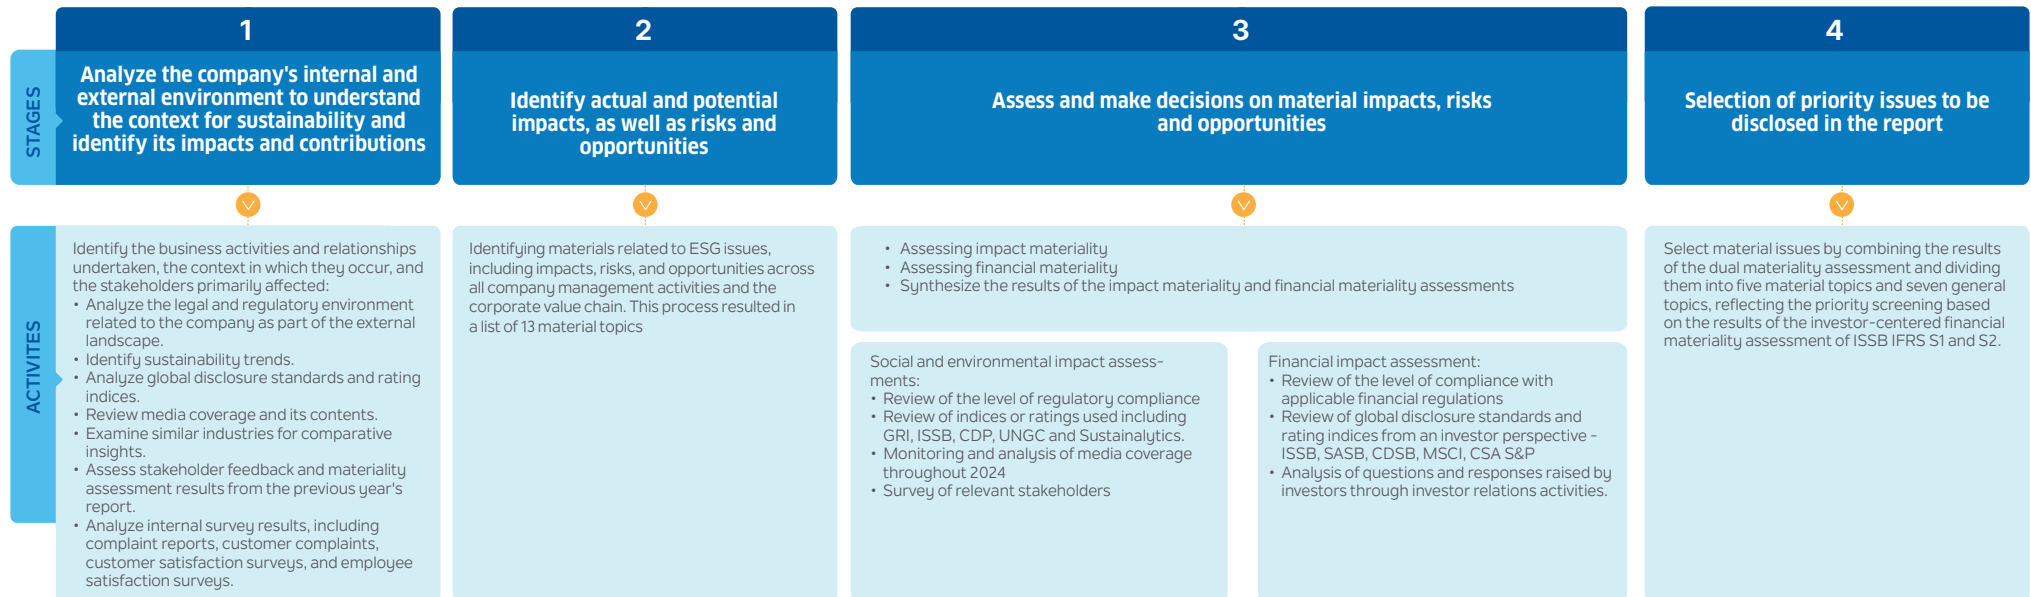 STAGES
1
Analyze the company's internal and
external environment to understand
the context for sustainability and
identify its impacts and contributions
2
Identify actual and potential
impacts, as well as risks and
opportunities
3
Assess and make decisions on material impacts, risks
and opportunities
4
Selection of priority issues to be
disclosed in the report
ACTIVITES
Identify the business activities and relationships
undertaken, the context in which they occur, and
the stakeholders primarily affected:
• Analyze the legal and regulatory environment
related to the company as part of the external
landscape.
• Identify sustainability trends.
• Analyze global disclosure standards and rating
indices.
• Review media coverage and its contents.
• Examine similar industries for comparative
insights.
• Assess stakeholder feedback and materiality
assessment results from the previous year's
report.
• Analyze internal survey results, including
complaint reports, customer complaints,
customer satisfaction surveys, and employee
satisfaction surveys.
Identifying materials related to ESG issues,
including impacts, risks, and opportunities across
all company management activities and the
corporate value chain. This process resulted in
a list of 13 material topics
• Assessing impact materiality
• Assessing financial materiality
• Synthesize the results of the impact materiality and financial materiality assessments
Social and environmental impact assess-
ments:
• Review of the level of regulatory compliance
• Review of indices or ratings used including
GRI, ISSB, CDP, UNGC and Sustainalytics.
• Monitoring and analysis of media coverage
throughout 2024
• Survey of relevant stakeholders
Financial impact assessment:
• Review of the level of compliance with
applicable financial regulations
• Review of global disclosure standards and
rating indices from an investor perspective -
ISSB, SASB, CDSB, MSCI, CSA S&P
• Analysis of questions and responses raised by
investors through investor relations activities.
Select material issues by combining the results
of the dual materiality assessment and dividing
them into five material topics and seven general
topics, reflecting the priority screening based
on the results of the investor-centered financial
materiality assessment of ISSB IFRS S1 and S2.